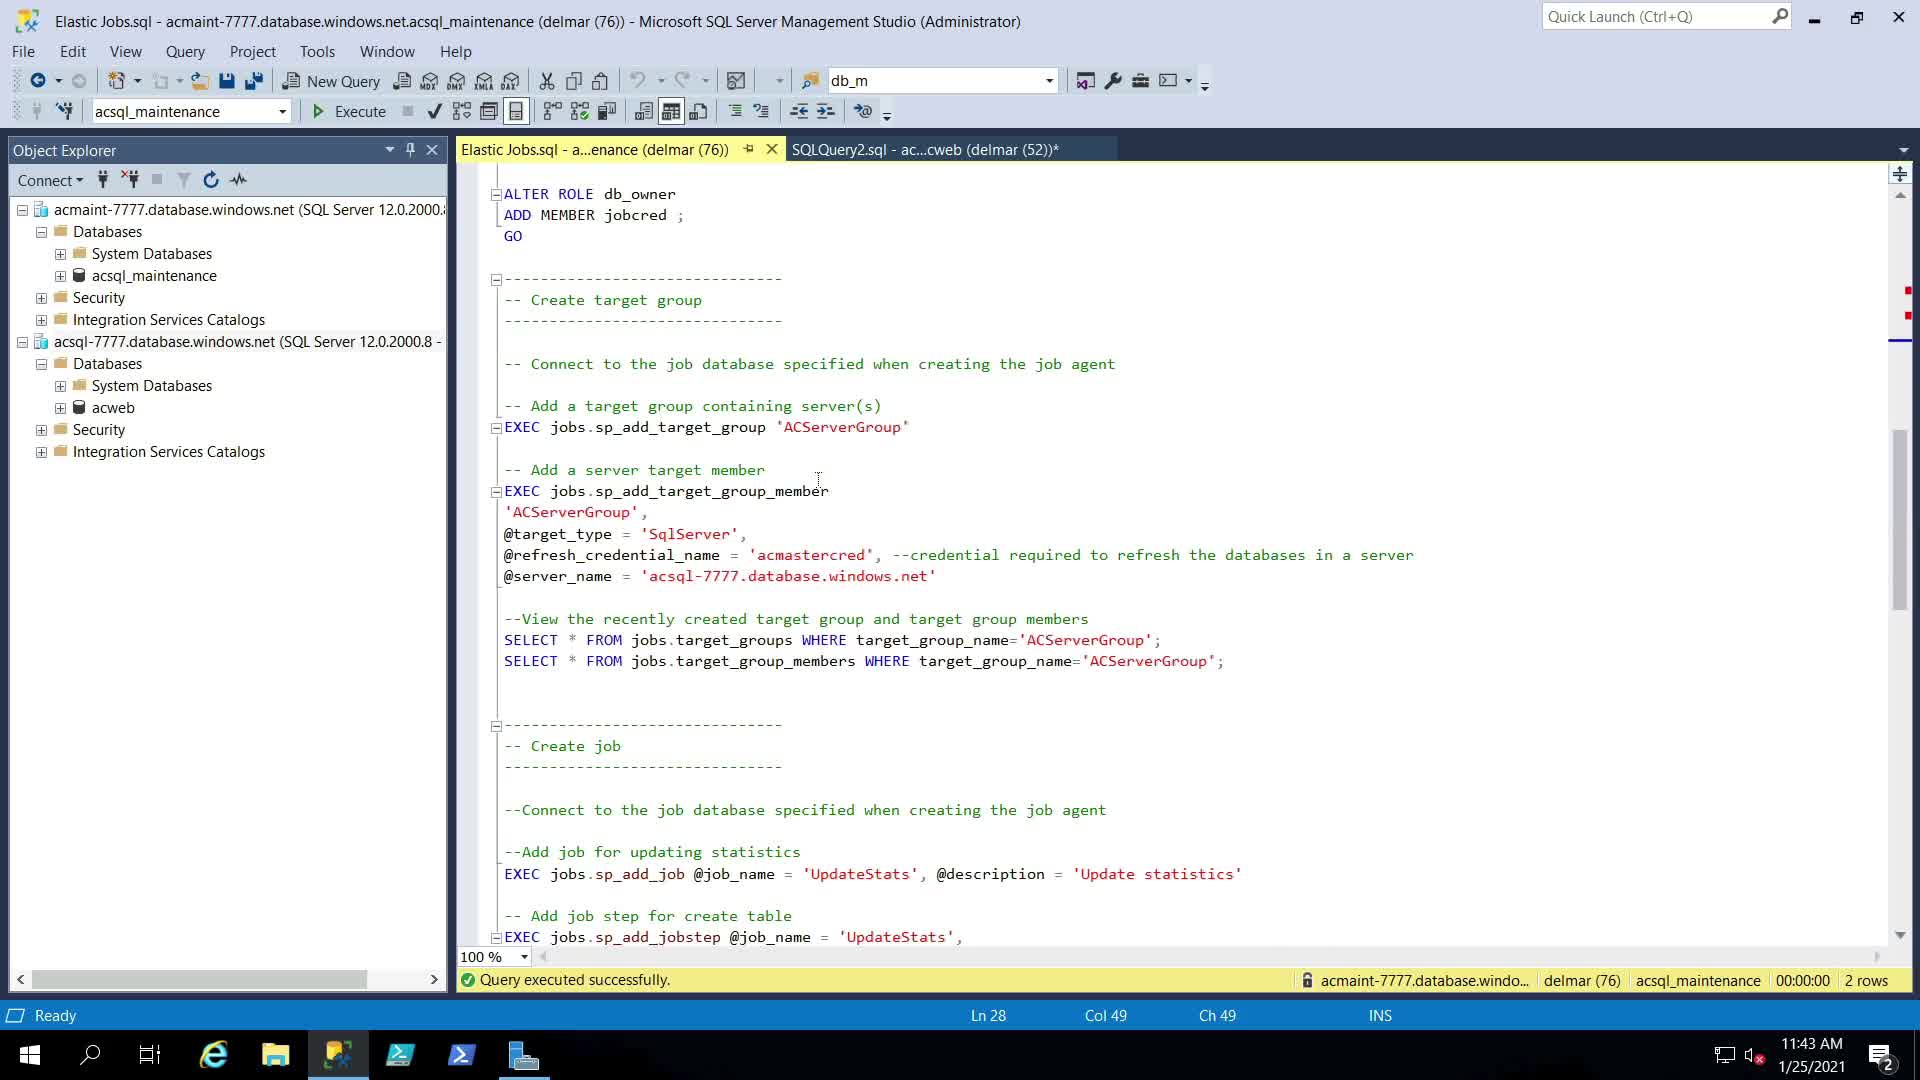 Elastic Jobs.sql - acmaint-7777.database.windows.net.acsql_maintenance (delmar (76)) - Microsoft SQL Server Management Studio (Administrator)
Quick Launch (Ctrl+Q)
File Edit View Query Project Tools Window Help
New Query
MDX DMX XMLA DAX
db_m
acsql_maintenance
Execute
Object Explorer
Elastic Jobs.sql - a...enance (delmar (76))
SQLQuery2.sql - ac...cweb (delmar (52))*
Connect
acmaint-7777.database.windows.net (SQL Server 12.0.2000.
Databases
System Databases
acsql_maintenance
Security
Integration Services Catalogs
acsql-7777.database.windows.net (SQL Server 12.0.2000.8 -
Databases
System Databases
acweb
Security
Integration Services Catalogs
ALTER ROLE db_owner
ADD MEMBER jobcred ;
GO
-------------------------------
-- Create target group
-------------------------------
-- Connect to the job database specified when creating the job agent
-- Add a target group containing server(s)
EXEC jobs.sp_add_target_group 'ACServerGroup'
-- Add a server target member
EXEC jobs.sp_add_target_group_member
'ACServerGroup',
@target_type = 'SqlServer',
@refresh_credential_name = 'acmastercred', --credential required to refresh the databases in a server
@server_name = 'acsql-7777.database.windows.net'
--View the recently created target group and target group members
SELECT * FROM jobs.target_groups WHERE target_group_name='ACServerGroup';
SELECT * FROM jobs.target_group_members WHERE target_group_name='ACServerGroup';
-------------------------------
-- Create job
-------------------------------
--Connect to the job database specified when creating the job agent
--Add job for updating statistics
EXEC jobs.sp_add_job @job_name = 'UpdateStats', @description = 'Update statistics'
-- Add job step for create table
EXEC jobs.sp_add_jobstep @job_name = 'UpdateStats',
100 %
Query executed successfully.
acmaint-7777.database.windo... delmar (76) acsql_maintenance 00:00:00 2 rows
Ready
Ln 28 Col 49 Ch 49 INS
11:43 AM
1/25/2021
2